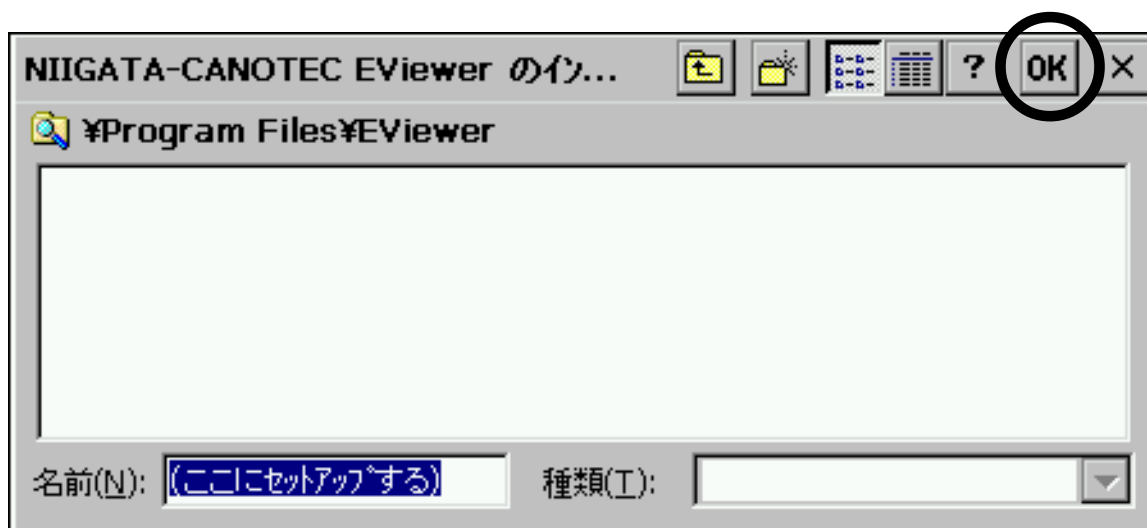 NIIGATA-CANOTEC EViewer のイン... ? OK ×
¥Program Files¥EViewer
名前(N): (ここにセットアップする) 種類(T):